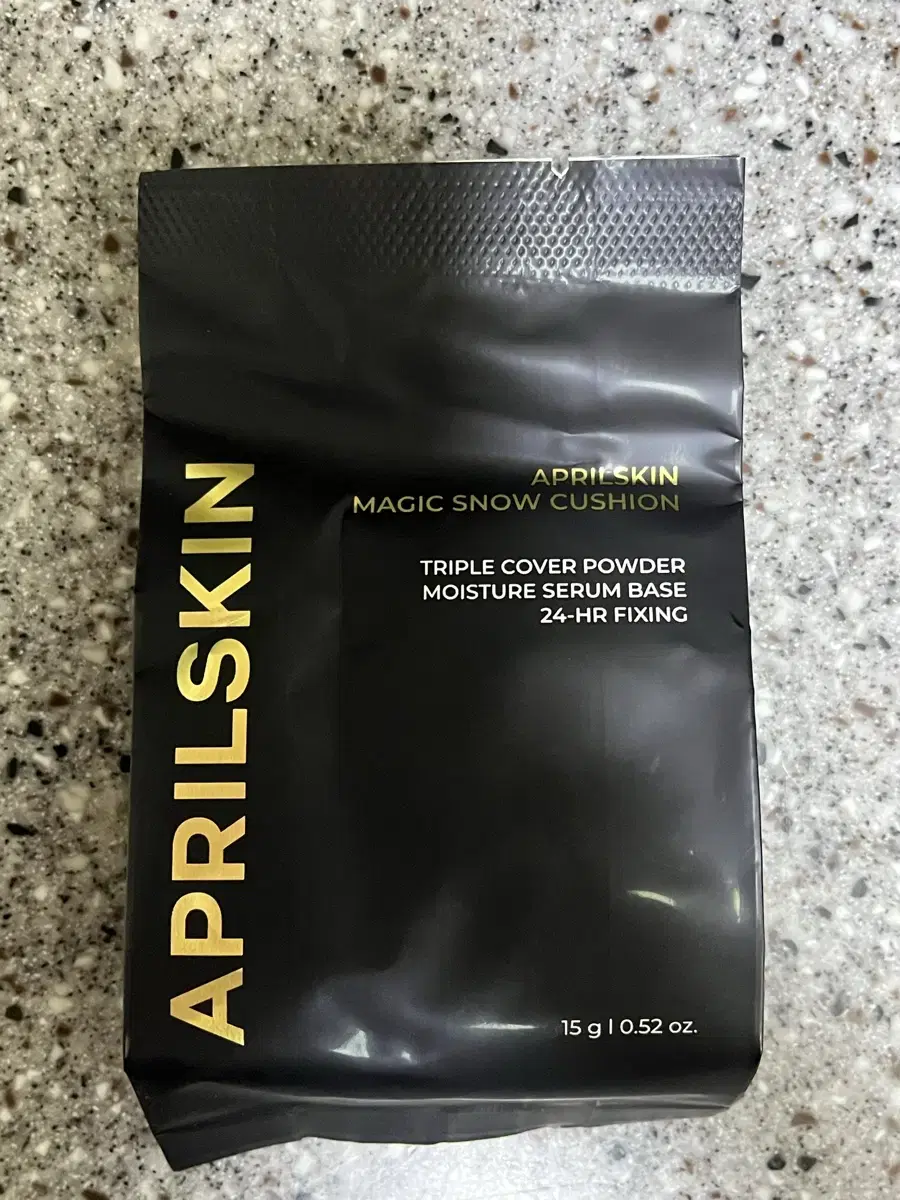 APRILSKIN
APRILSKIN
MAGIC SNOW CUSHION
TRIPLE COVER POWDER
MOISTURE SERUM BASE
24-HR FIXING
15 g | 0.52 oz.